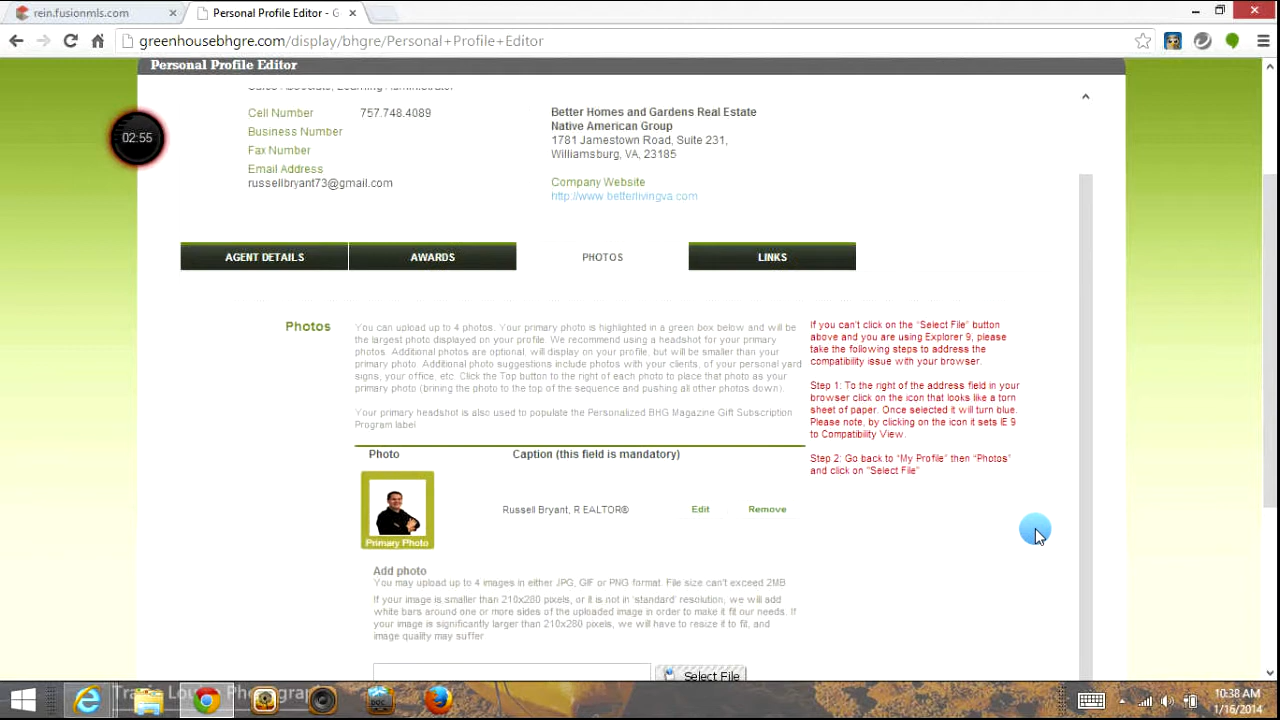 rein.fusionmls.com
Personal Profile Editor - G
greenhousebhgre.com/display/bhgre/Personal+Profile+Editor
Personal Profile Editor
02:55
Sales Associate, Learning Administrator
Cell Number 757.748.4089
Business Number
Fax Number
Email Address
russellbryant73@gmail.com
Better Homes and Gardens Real Estate
Native American Group
1781 Jamestown Road, Suite 231,
Williamsburg, VA, 23185
Company Website
http://www.betterlivingva.com
AGENT DETAILS
AWARDS
PHOTOS
LINKS
Photos
You can upload up to 4 photos. Your primary photo is highlighted in a green box below and will be
the largest photo displayed on your profile. We recommend using a headshot for your primary
photos. Additional photos are optional, will display on your profile, but will be smaller than your
primary photo. Additional photo suggestions include photos with your clients, of your personal yard
signs, your office, etc. Click the Top button to the right of each photo to place that photo as your
primary photo (brining the photo to the top of the sequence and pushing all other photos down).
Your primary headshot is also used to populate the Personalized BHG Magazine Gift Subscription
Program label
If you can't click on the "Select File" button
above and you are using Explorer 9, please
take the following steps to address the
compatibility issue with your browser.
Step 1: To the right of the address field in your
browser click on the icon that looks like a torn
sheet of paper. Once selected it will turn blue.
Please note, by clicking on the icon it sets IE 9
to Compatibility View.
Step 2: Go back to "My Profile" then "Photos"
and click on "Select File"
Photo
Caption (this field is mandatory)
Primary Photo
Russell Bryant, R EALTOR®
Edit
Remove
Add photo
You may upload up to 4 images in either JPG, GIF or PNG format. File size can't exceed 2MB
If your image is smaller than 210x280 pixels, or it is not in 'standard' resolution, we will add
white bars around one or more sides of the uploaded image in order to make it fit our needs. If
your image is significantly larger than 210x280 pixels, we will have to resize it to fit, and
image quality may suffer
Select File
DOC
10:38 AM
1/16/2014